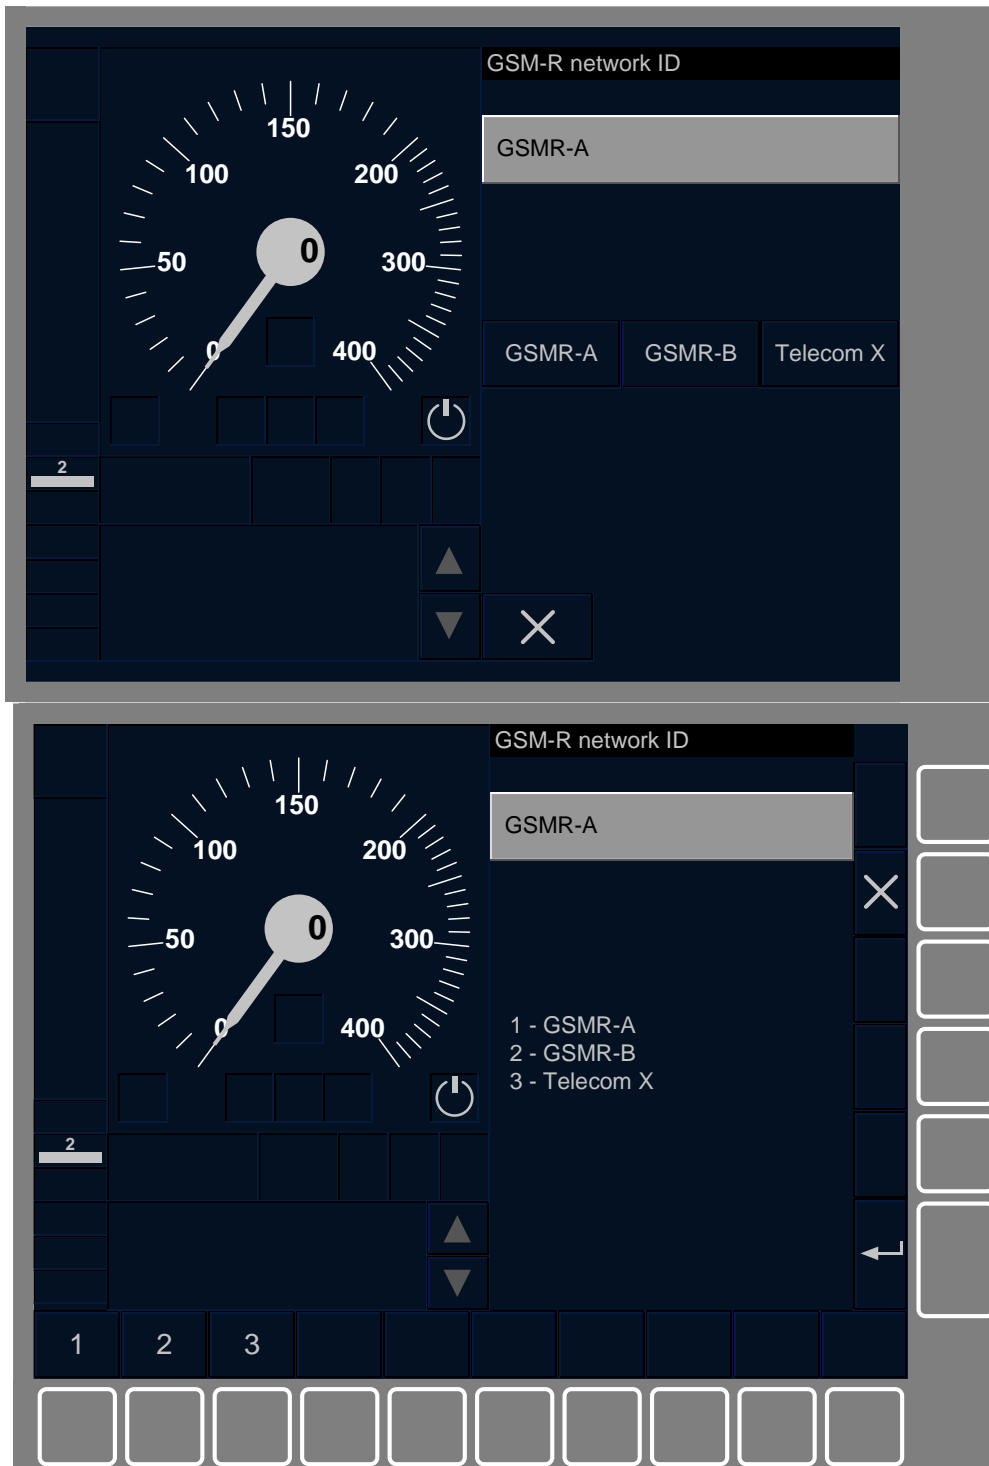 GSM-R network ID
GSMR-A
150
100
200
0
50
300
0
400
GSMR-A GSMR-B Telecom X
2
GSM-R network ID
GSMR-A
150
100
200
0
50
300
0
400
1 - GSMR-A
2 - GSMR-B
3 - Telecom X
2
1 2 3